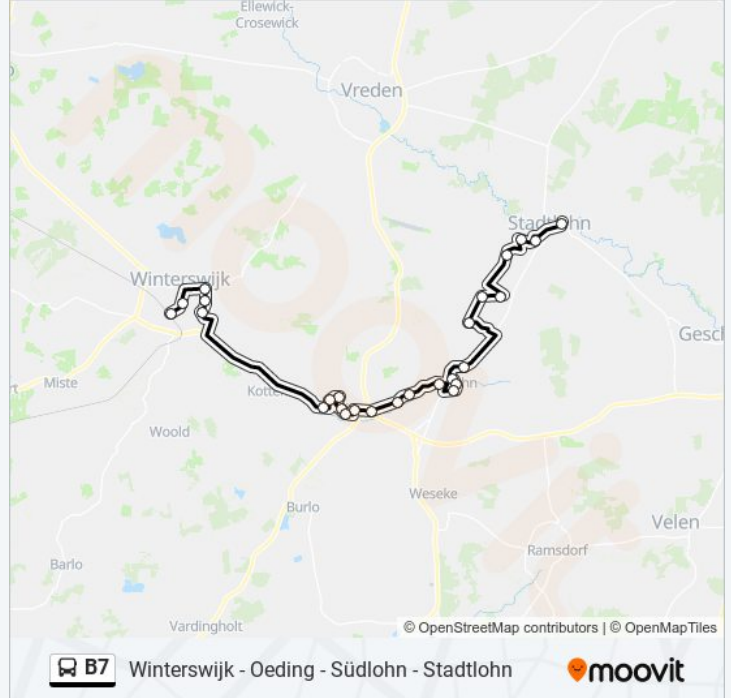 Ellewick-
Crosewick
Vreden
Stadtlohn
Winterswijk
Gesch
Miste
Kotten
Woold
Weseke
Burlo
Velen
Ramsdorf
Barlo
Vardingholt
© OpenStreetMap contributors | © OpenMapTiles
B7 Winterswijk - Oeding - Südlohn - Stadtlohn moovit